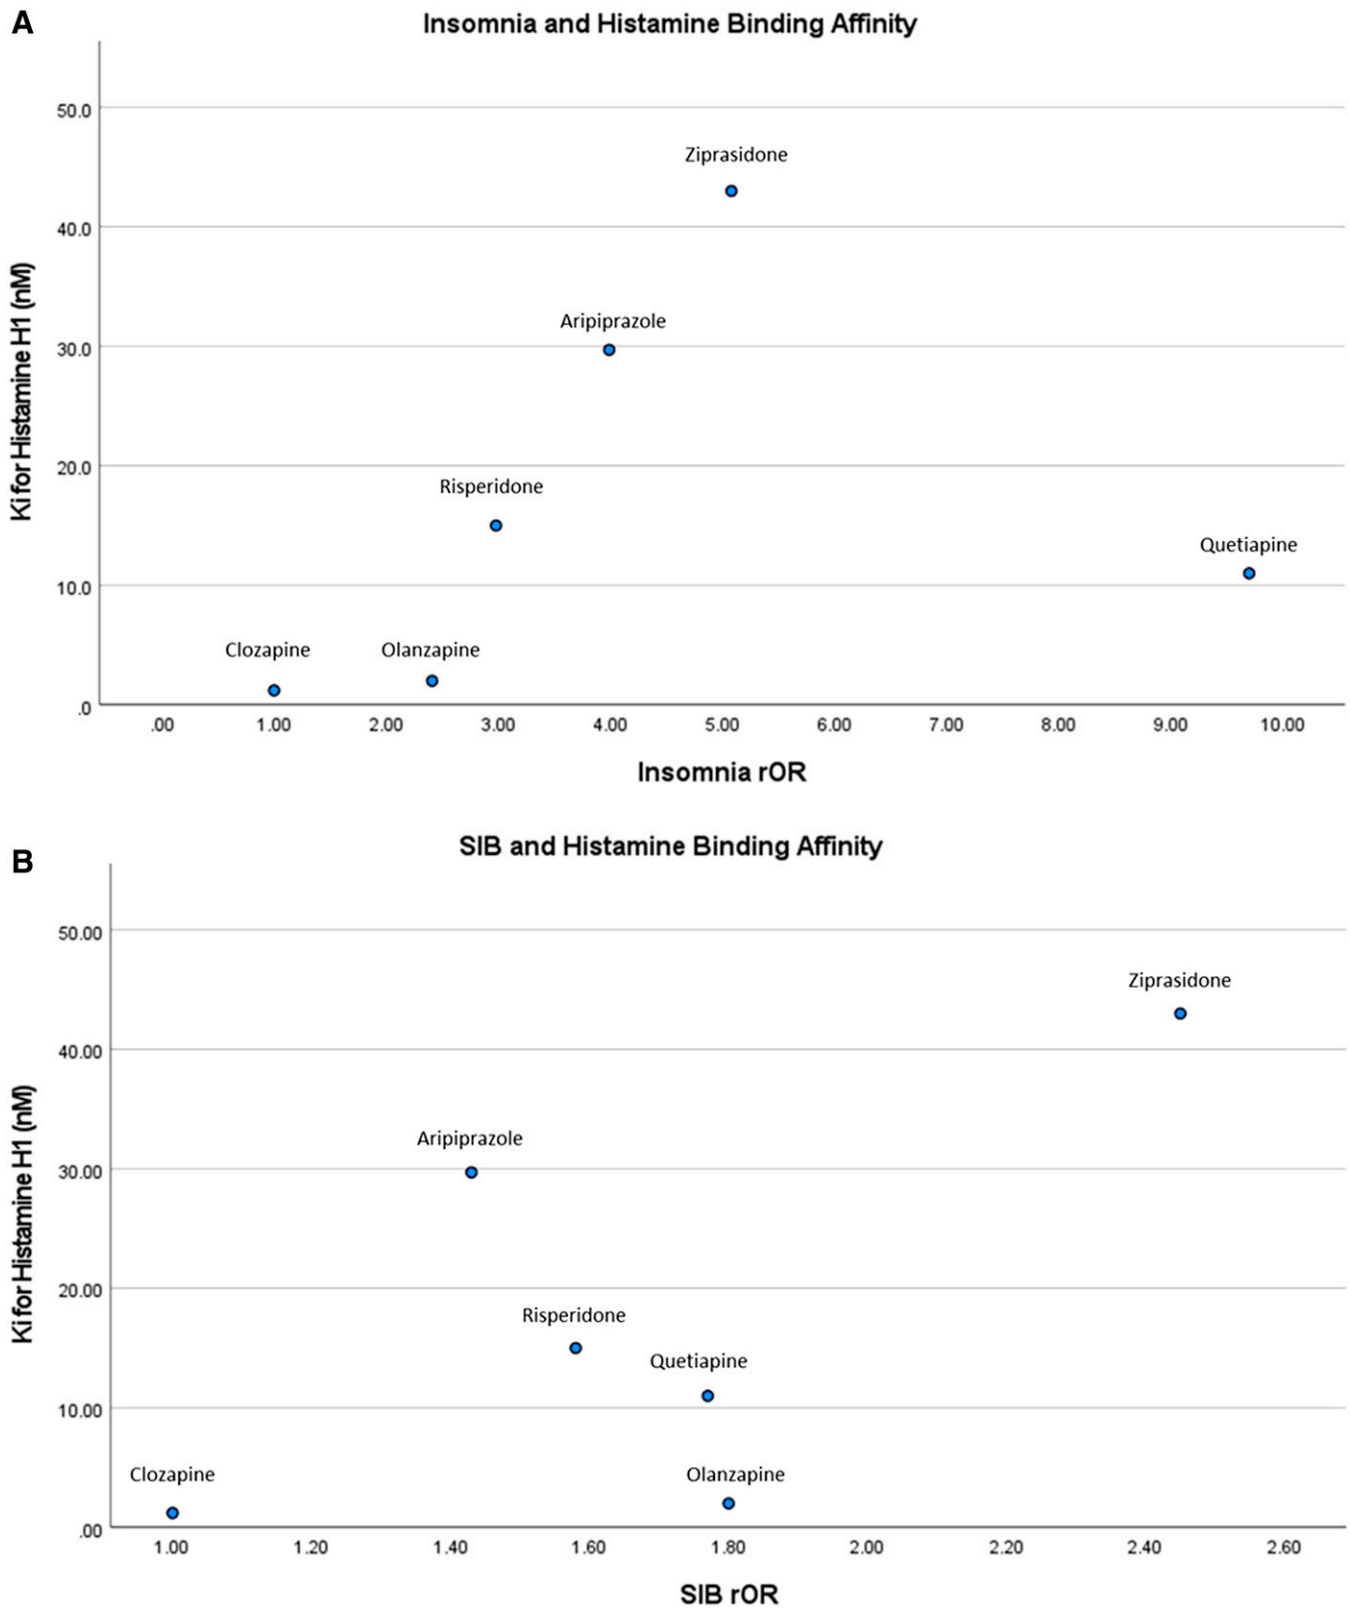 A
Insomnia and Histamine Binding Affinity
50.0
Ziprasidone
40.0
Aripiprazole
30.0
Ki for Histamine H1 (nM)
20.0
Risperidone
Quetiapine
10.0
Clozapine
Olanzapine
.0
.00 1.00 2.00 3.00 4.00 5.00 6.00 7.00 8.00 9.00 10.00
Insomnia rOR
B
SIB and Histamine Binding Affinity
50.00
Ziprasidone
40.00
Aripiprazole
30.00
Ki for Histamine H1 (nM)
20.00
Risperidone
Quetiapine
10.00
Clozapine
Olanzapine
.00
1.00 1.20 1.40 1.60 1.80 2.00 2.20 2.40 2.60
SIB rOR